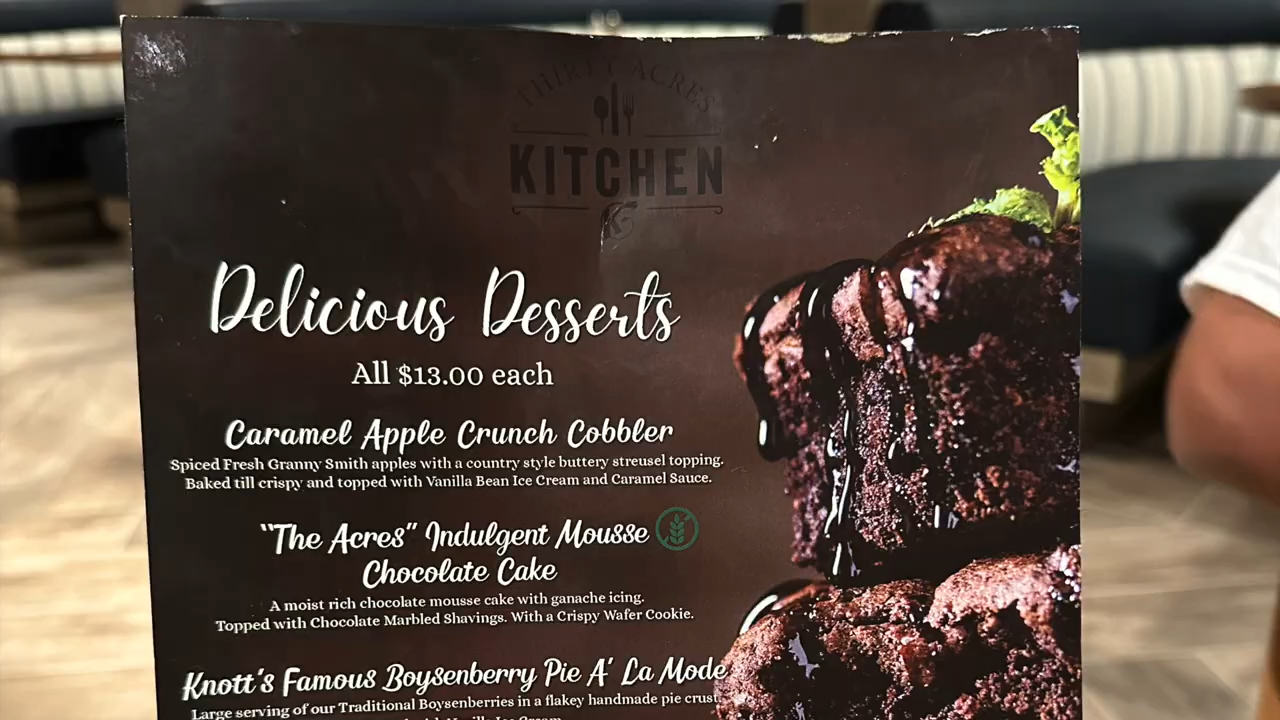 THIRTY ACRES
KITCHEN
K
Delicious Desserts
All $13.00 each
Caramel Apple Crunch Cobbler
Spiced Fresh Granny Smith apples with a country style buttery streusel topping.
Baked till crispy and topped with Vanilla Bean Ice Cream and Caramel Sauce.
“The Acres” Indulgent Mousse
Chocolate Cake
A moist rich chocolate mousse cake with ganache icing.
Topped with Chocolate Marbled Shavings. With a Crispy Wafer Cookie.
Knott's Famous Boysenberry Pie A' La Mode
Large serving of our Traditional Boysenberries in a flakey handmade pie crust
Vanilla Ice Cream